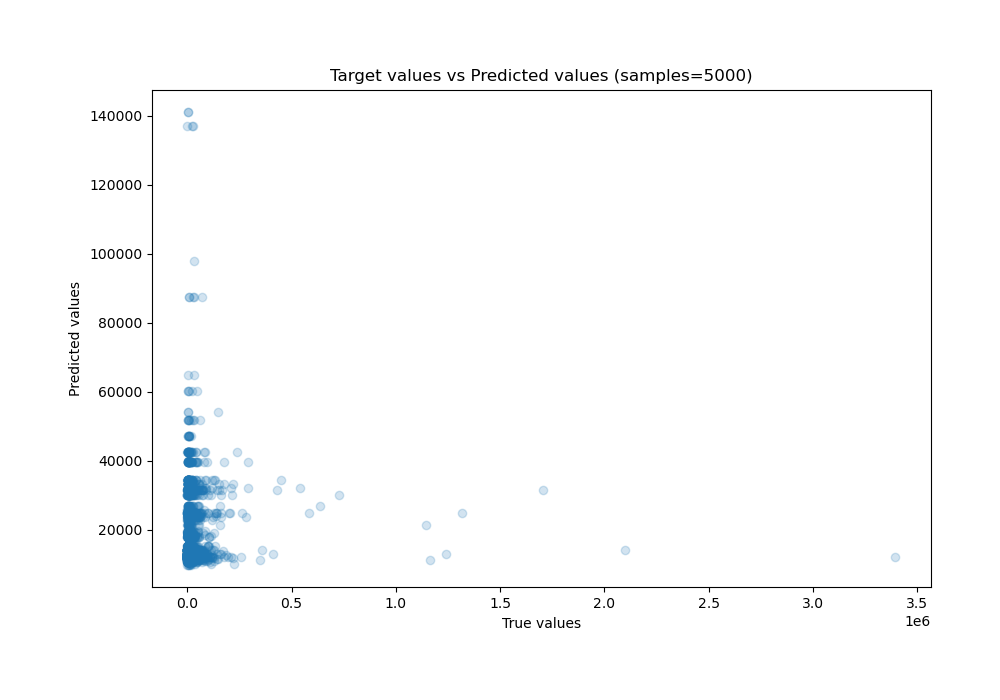 Target values vs Predicted values (samples=5000)
Predicted values
140000
120000
100000
80000
60000
40000
20000
0.0 0.5 1.0 1.5 2.0 2.5 3.0 3.5
1e6
True values